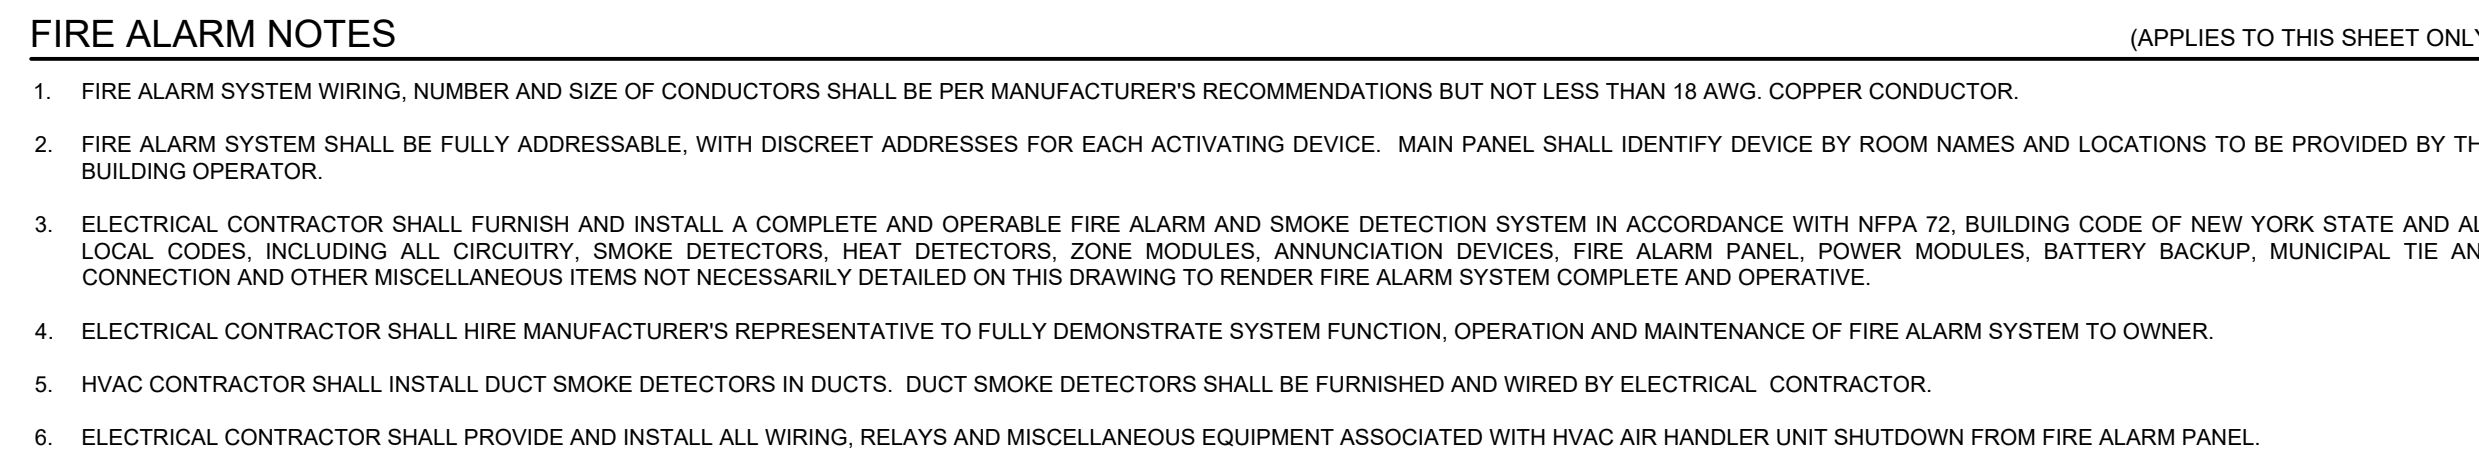 FIRE ALARM NOTES (APPLIES TO THIS SHEET ONLY
1. FIRE ALARM SYSTEM WIRING, NUMBER AND SIZE OF CONDUCTORS SHALL BE PER MANUFACTURER'S RECOMMENDATIONS BUT NOT LESS THAN 18 AWG. COPPER CONDUCTOR.
2. FIRE ALARM SYSTEM SHALL BE FULLY ADDRESSABLE, WITH DISCREET ADDRESSES FOR EACH ACTIVATING DEVICE. MAIN PANEL SHALL IDENTIFY DEVICE BY ROOM NAMES AND LOCATIONS TO BE PROVIDED BY TH
BUILDING OPERATOR.
3. ELECTRICAL CONTRACTOR SHALL FURNISH AND INSTALL A COMPLETE AND OPERABLE FIRE ALARM AND SMOKE DETECTION SYSTEM IN ACCORDANCE WITH NFPA 72, BUILDING CODE OF NEW YORK STATE AND AL
LOCAL CODES, INCLUDING ALL CIRCUITRY, SMOKE DETECTORS, HEAT DETECTORS, ZONE MODULES, ANNUNCIATION DEVICES, FIRE ALARM PANEL, POWER MODULES, BATTERY BACKUP, MUNICIPAL TIE AN
CONNECTION AND OTHER MISCELLANEOUS ITEMS NOT NECESSARILY DETAILED ON THIS DRAWING TO RENDER FIRE ALARM SYSTEM COMPLETE AND OPERATIVE.
4. ELECTRICAL CONTRACTOR SHALL HIRE MANUFACTURER'S REPRESENTATIVE TO FULLY DEMONSTRATE SYSTEM FUNCTION, OPERATION AND MAINTENANCE OF FIRE ALARM SYSTEM TO OWNER.
5. HVAC CONTRACTOR SHALL INSTALL DUCT SMOKE DETECTORS IN DUCTS. DUCT SMOKE DETECTORS SHALL BE FURNISHED AND WIRED BY ELECTRICAL CONTRACTOR.
6. ELECTRICAL CONTRACTOR SHALL PROVIDE AND INSTALL ALL WIRING, RELAYS AND MISCELLANEOUS EQUIPMENT ASSOCIATED WITH HVAC AIR HANDLER UNIT SHUTDOWN FROM FIRE ALARM PANEL.